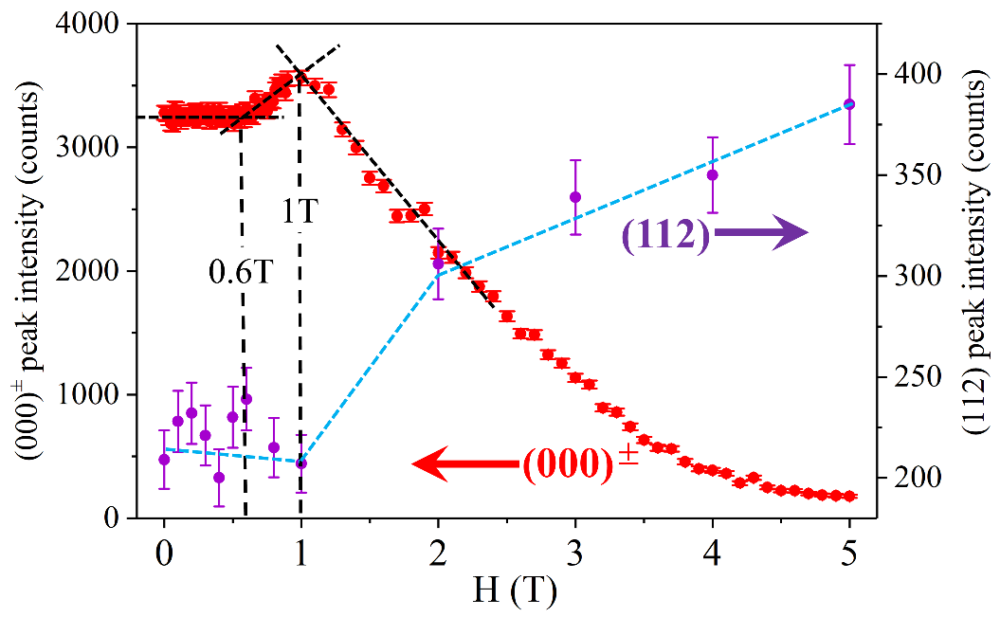 (000)± peak intensity (counts)
4000
3000
2000
1000
0
1T
0.6T
(112)
(000)±
400
350
300
250
200
(112) peak intensity (counts)
0 1 2 3 4 5
H (T)